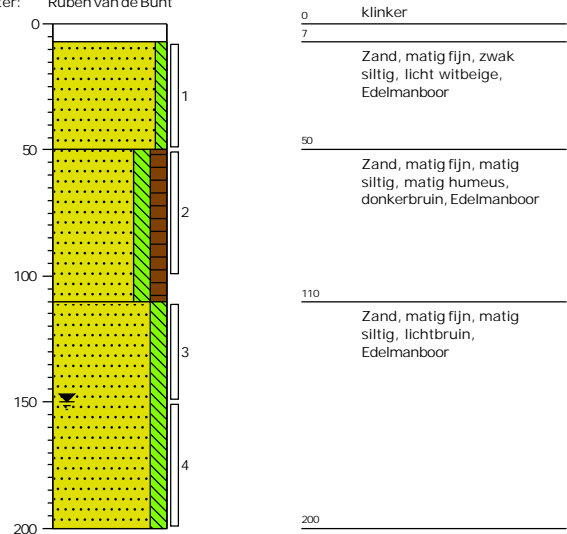 Ruben van de Bunt
0
50
100
150
200
1
2
3
4
0
klinker
7
Zand, matig fijn, zwak
siltig, licht witbeige,
Edelmanboor
50
Zand, matig fijn, matig
siltig, matig humeus,
donkerbruin, Edelmanboor
110
Zand, matig fijn, matig
siltig, lichtbruin,
Edelmanboor
200